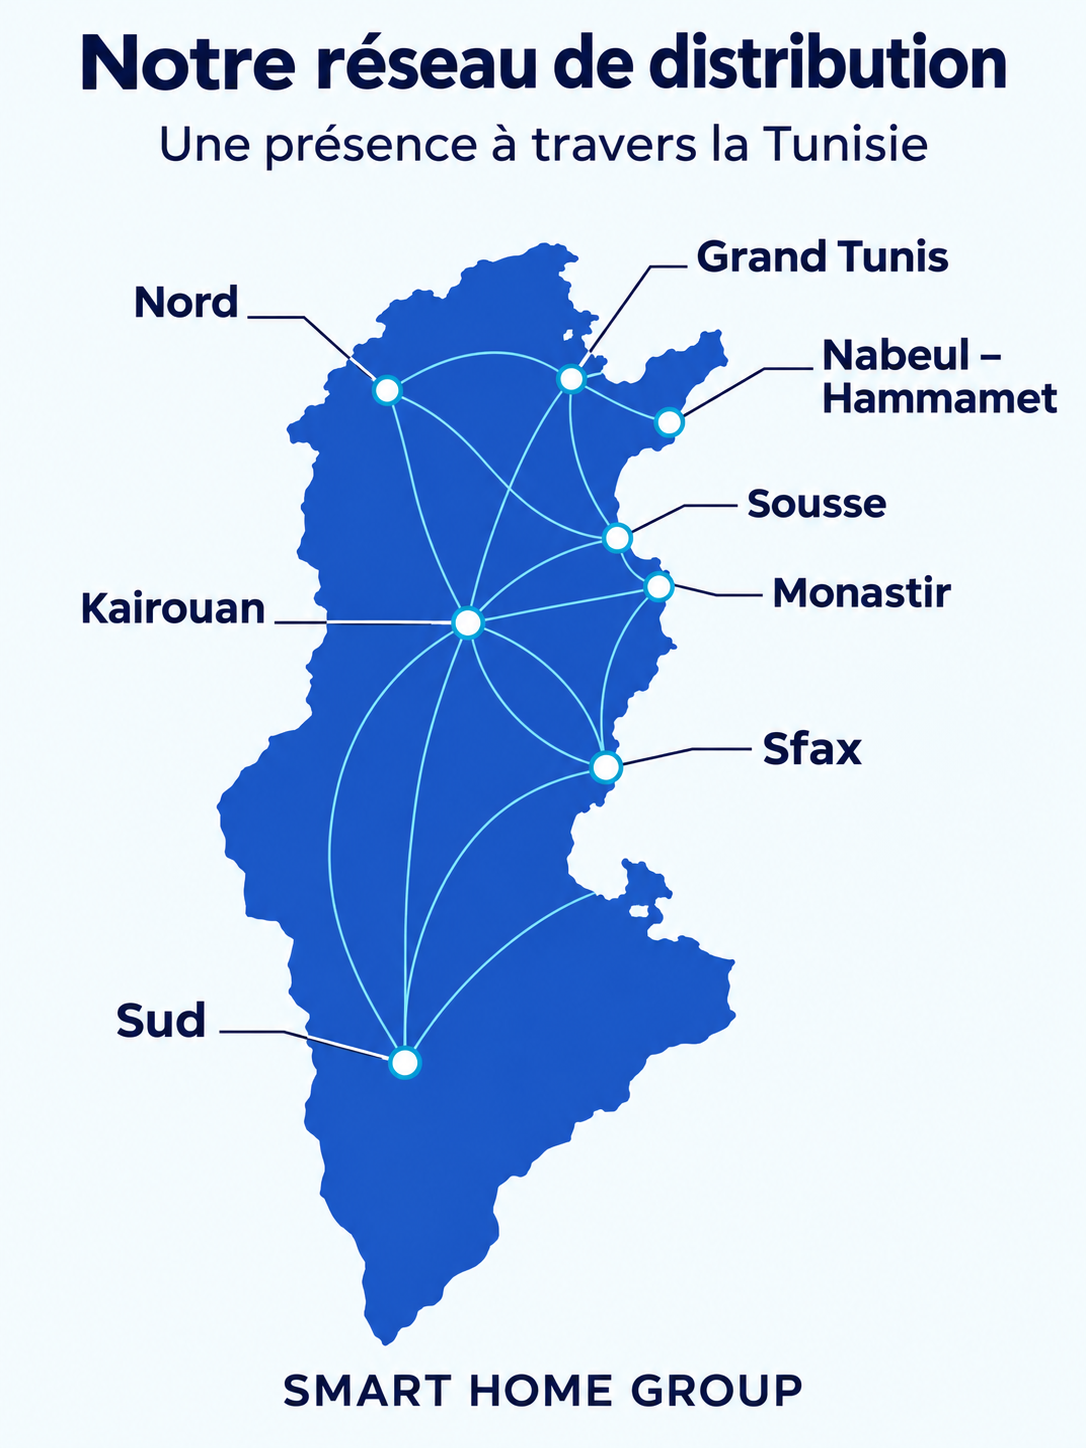 Notre réseau de distribution
Une présence à travers la Tunisie
Grand Tunis
Nord
Nabeul –
Hammamet
Sousse
Monastir
Kairouan
Sfax
Sud
SMART HOME GROUP